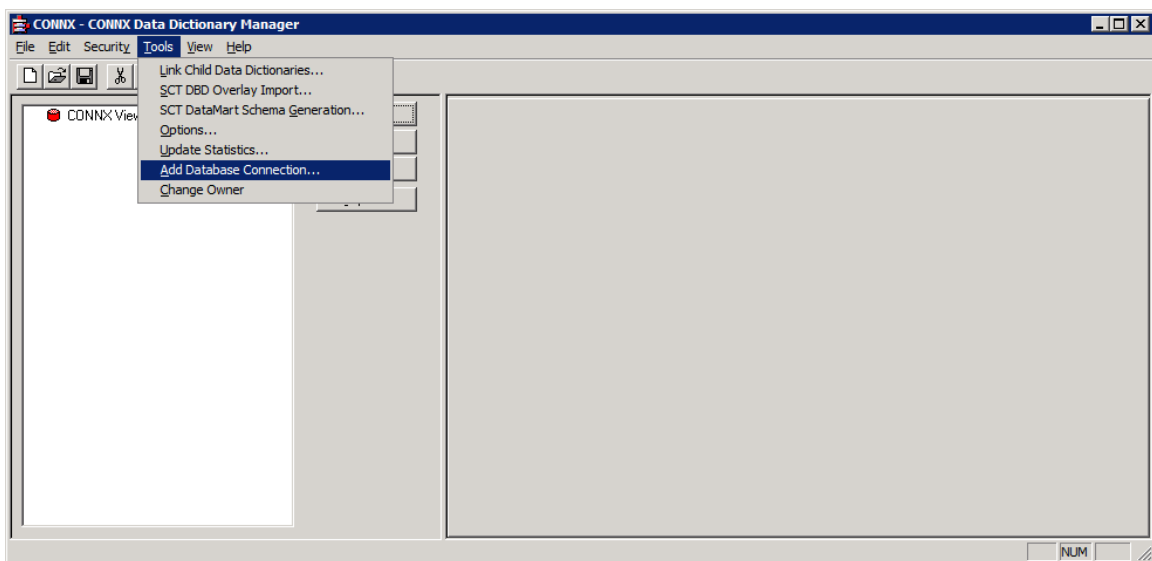 CONNX - CONNX Data Dictionary Manager
File Edit Security Tools View Help
Link Child Data Dictionaries...
SCT DBD Overlay Import...
CONNX View
SCT DataMart Schema Generation...
Options...
Update Statistics...
Add Database Connection...
Change Owner
NUM